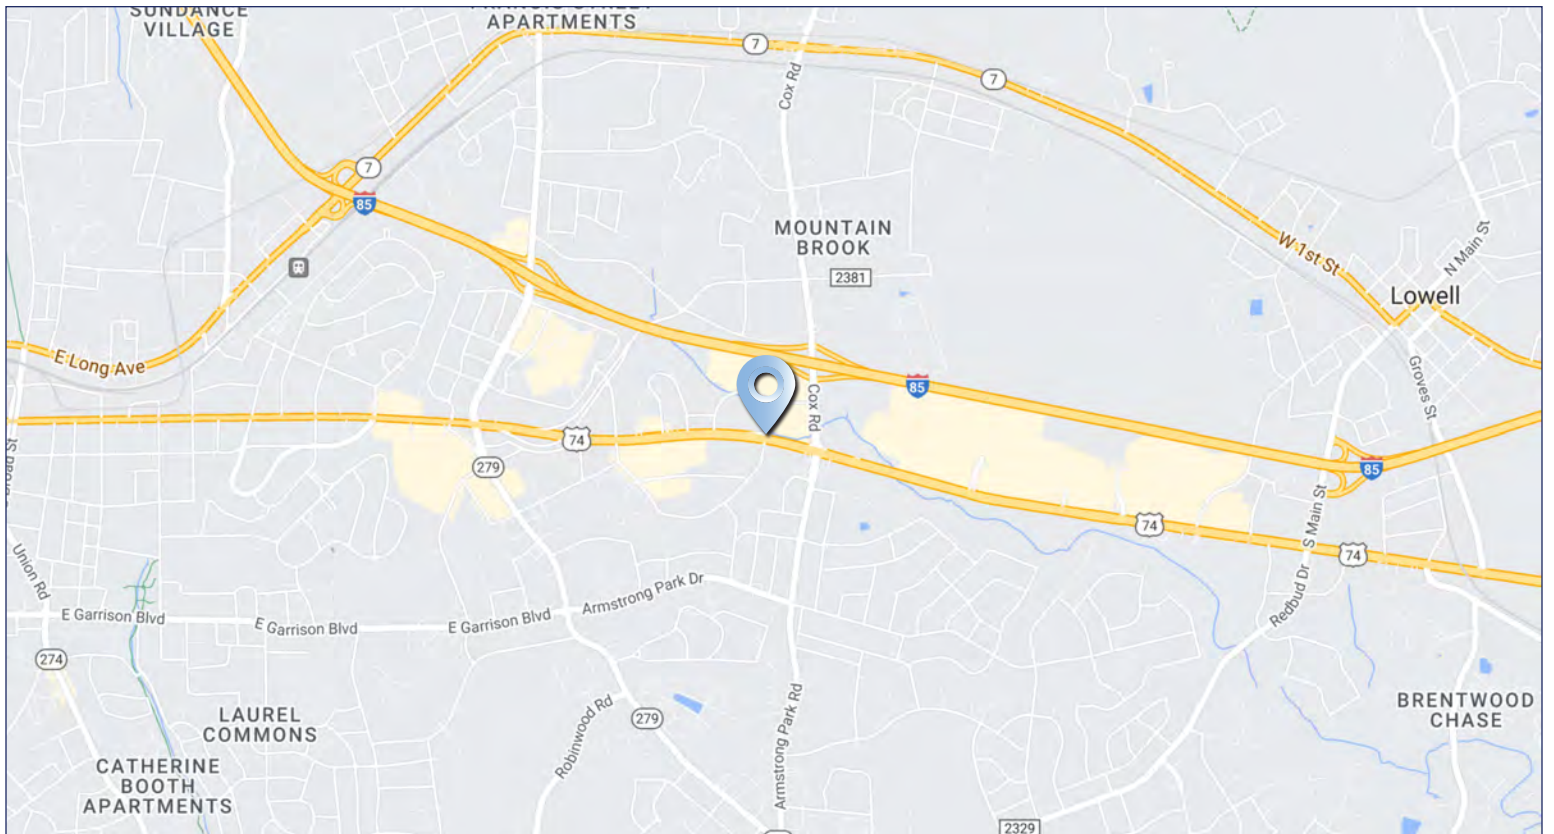 SUNDANCE
VILLAGE
FRANCIS STREET
APARTMENTS
7
Cox Rd
7
7
85
MOUNTAIN
BROOK
2381
W 1st St
N Main St
Lowell
E Long Ave
85
Cox Rd
Groves St
74
279
85
S Main St
74
74
Union Rd
Armstrong Park Dr
E Garrison Blvd
E Garrison Blvd
E Garrison Blvd
Redbud Dr
274
LAUREL
COMMONS
Robinwood Rd
279
Armstrong Park Rd
BRENTWOOD
CHASE
CATHERINE
BOOTH
APARTMENTS
2329